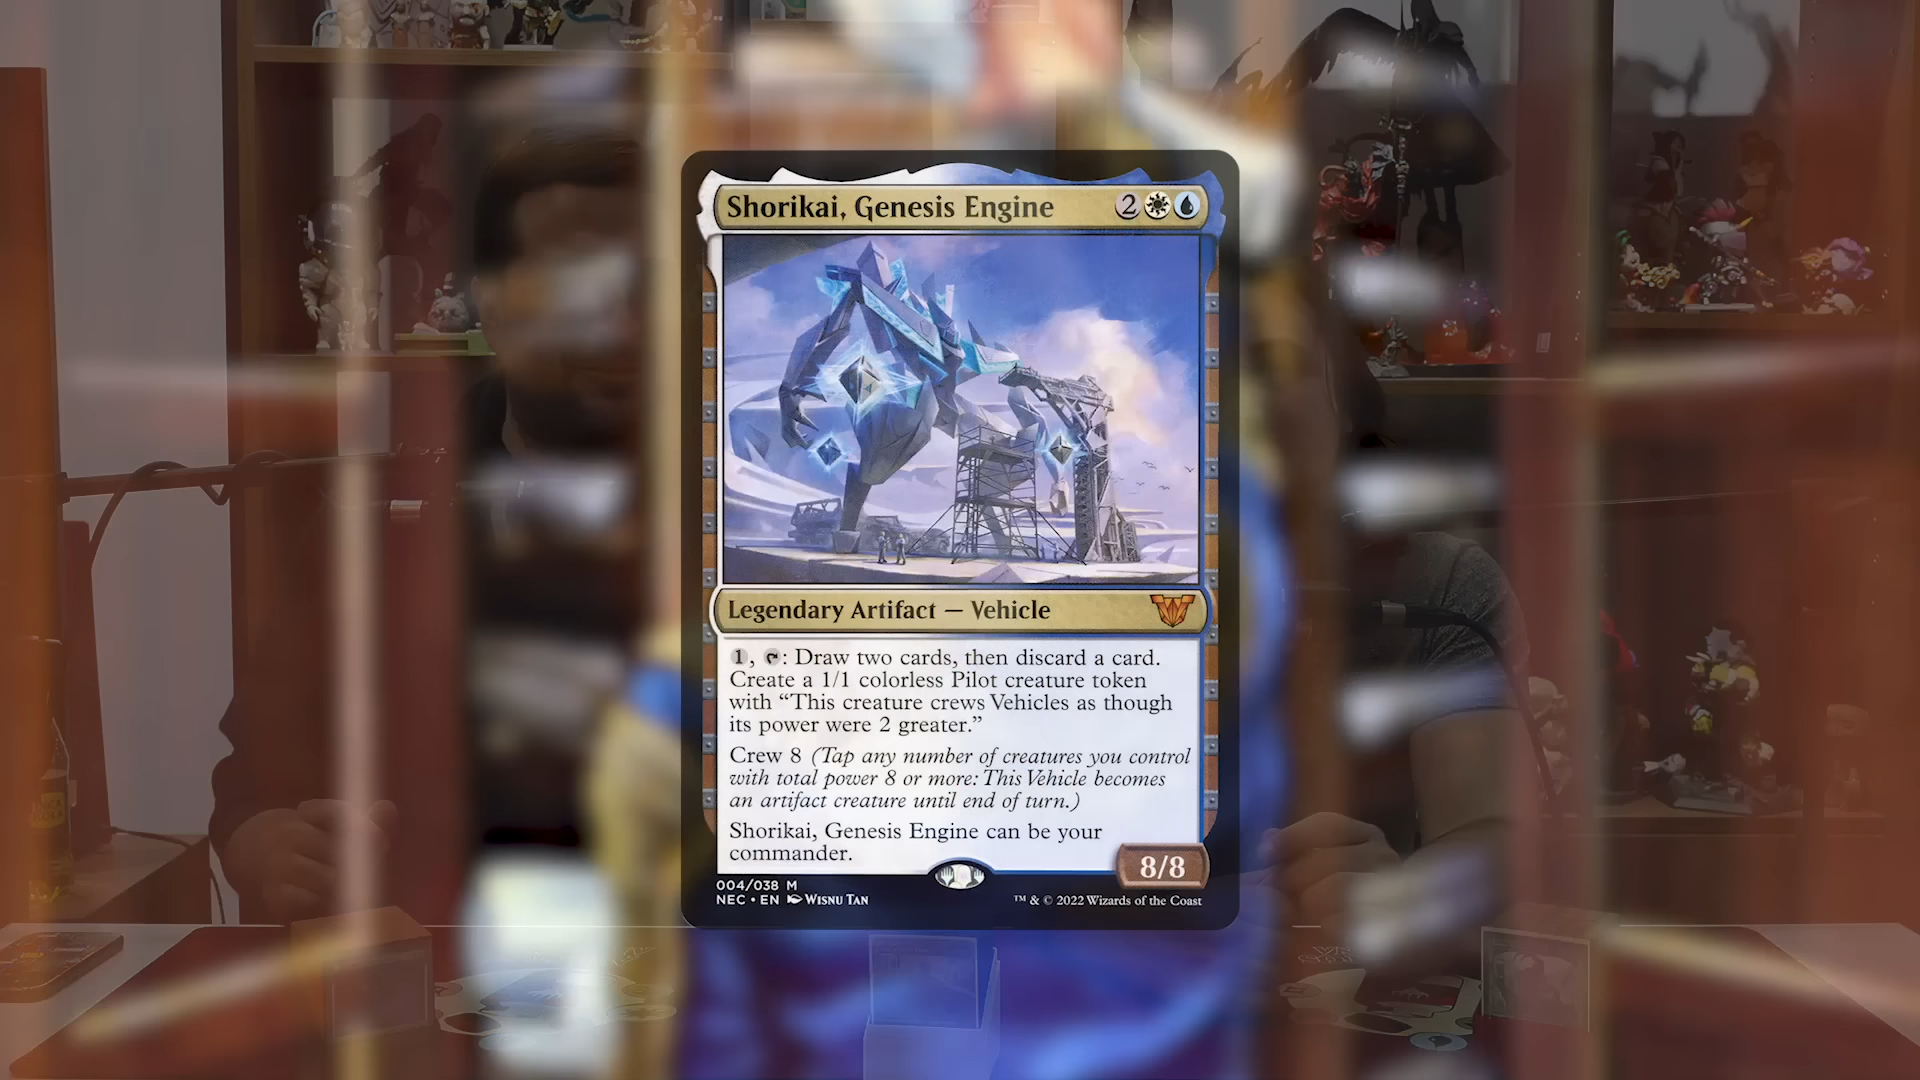 Shorikai, Genesis Engine 2
Legendary Artifact — Vehicle
1, : Draw two cards, then discard a card.
Create a 1/1 colorless Pilot creature token
with “This creature crews Vehicles as though
its power were 2 greater.”
Crew 8 (Tap any number of creatures you control
with total power 8 or more: This Vehicle becomes
an artifact creature until end of turn.)
Shorikai, Genesis Engine can be your
commander.
8/8
004/038 M
NEC • EN Wisnu Tan
™ & © 2022 Wizards of the Coast